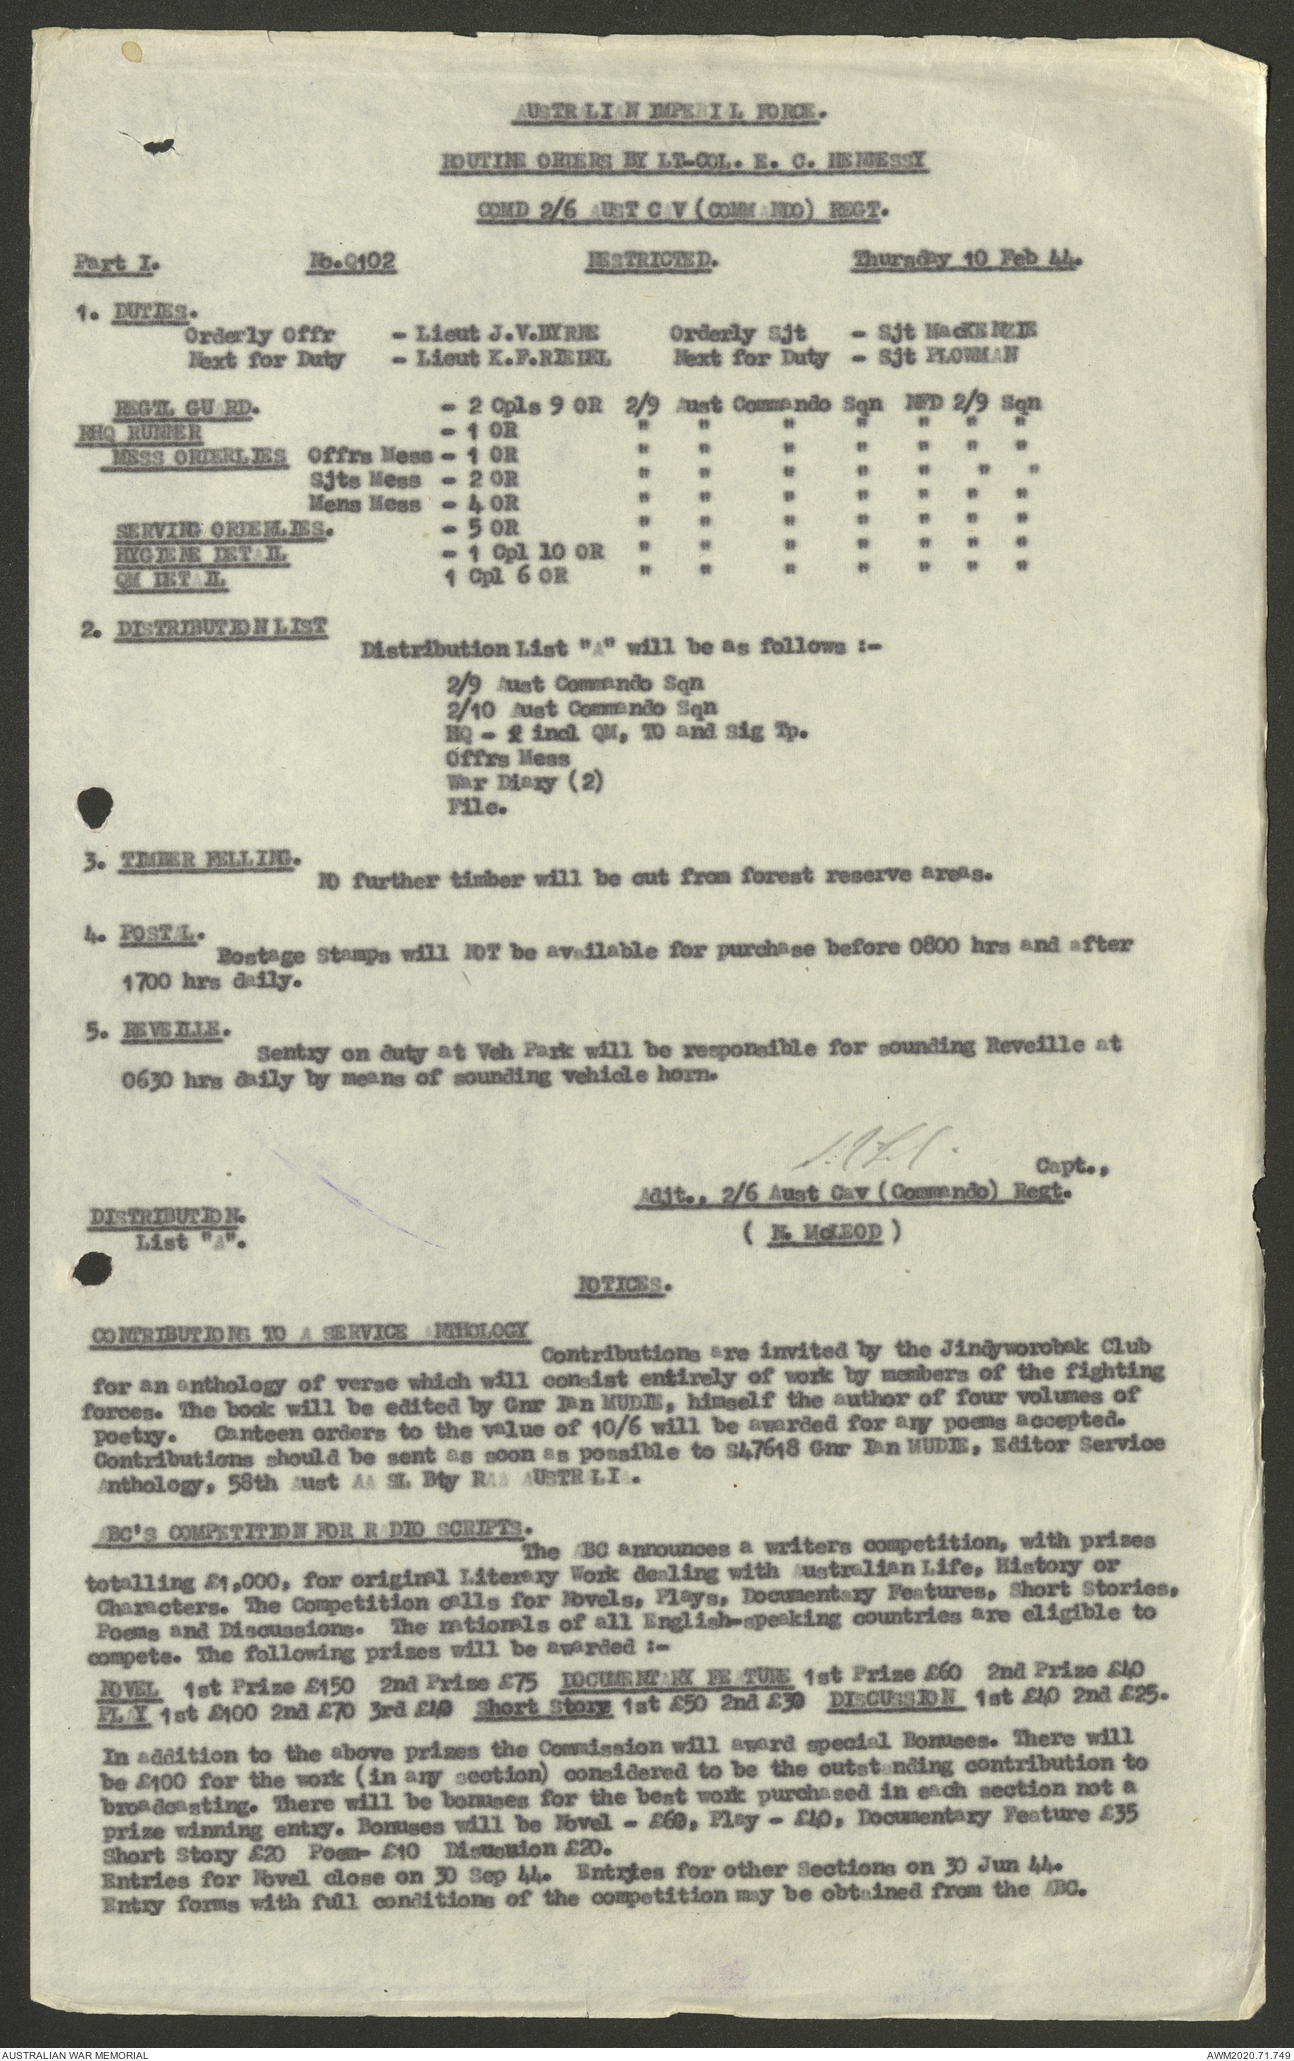 AUSTRALIAN IMPERIAL FORCE.
ROUTINE ORDERS BY LT-COL. E. C. HENNESSY
COMD 2/6 AUST CAV (COMMANDO) REGT.
Part I. No.Q102 RESTRICTED. Thursday 10 Feb 44.
1. DUTIES.
Orderly Offr - Lieut J.V.BYRNE Orderly Sjt - Sjt MacKENZIE
Next for Duty - Lieut K.F.RIEDEL Next for Duty - Sjt PLOWMAN
REGTL GUARD. - 2 Cpls 9 OR 2/9 Aust Commando Sqn NFD 2/9 Sqn
RHQ RUNNER - 1 OR " " " " " " "
MESS ORDERLIES Offrs Mess - 1 OR " " " " " " "
Sjts Mess - 2 OR " " " " " " "
Mens Mess - 4 OR " " " " " " "
SERVING ORDERLIES. - 5 OR " " " " " " "
HYGIENE DETAIL - 1 Cpl 10 OR " " " " " " "
QM DETAIL 1 Cpl 6 OR " " " " " " "
2. DISTRIBUTION LIST
Distribution List "A" will be as follows :-
2/9 Aust Commando Sqn
2/10 Aust Commando Sqn
HQ - incl QM, TO and Sig Tp.
Offrs Mess
War Diary (2)
File.
3. TIMBER FELLING.
NO further timber will be cut from forest reserve areas.
4. POSTAL.
Postage Stamps will NOT be available for purchase before 0800 hrs and after
1700 hrs daily.
5. REVEILLE.
Sentry on duty at Veh Park will be responsible for sounding Reveille at
0630 hrs daily by means of sounding vehicle horn.
Capt.,
Adjt., 2/6 Aust Cav (Commando) Regt.
DISTRIBUTION.
List "A".
( N. McLEOD )
NOTICES.
CONTRIBUTIONS TO A SERVICE ANTHOLOGY
Contributions are invited by the Jindyworobak Club
for an anthology of verse which will consist entirely of work by members of the fighting
forces. The book will be edited by Gnr Ian MUDIE, himself the author of four volumes of
poetry. Canteen orders to the value of 10/6 will be awarded for any poems accepted.
Contributions should be sent as soon as possible to S47618 Gnr Ian MUDIE, Editor Service
Anthology, 58th Aust AA SL Bty RAA AUSTRALIA.
ABC'S COMPETITION FOR RADIO SCRIPTS.
The ABC announces a writers competition, with prizes
totalling £1,000, for original Literary Work dealing with Australian Life, History or
Characters. The Competition calls for Novels, Plays, Documentary Features, Short Stories,
Poems and Discussions. The nationals of all English-speaking countries are eligible to
compete. The following prizes will be awarded :-
NOVEL 1st Prize £150 2nd Prize £75 DOCUMENTARY FEATURE 1st Prize £60 2nd Prize £40
PLAY 1st £100 2nd £70 3rd £40 Short Story 1st £50 2nd £30 DISCUSSION 1st £40 2nd £25.
In addition to the above prizes the Commission will award special Bonuses. There will
be £100 for the work (in any section) considered to be the outstanding contribution to
broadcasting. There will be bonuses for the best work purchased in each section not a
prize winning entry. Bonuses will be Novel - £60, Play - £40, Documentary Feature £35
Short Story £20 Poem- £10 Disusuion £20.
Entries for Novel close on 30 Sep 44. Entries for other Sections on 30 Jun 44.
Entry forms with full conditions of the competition may be obtained from the ABC.
AUSTRALIAN WAR MEMORIAL
AWM2020.71.749